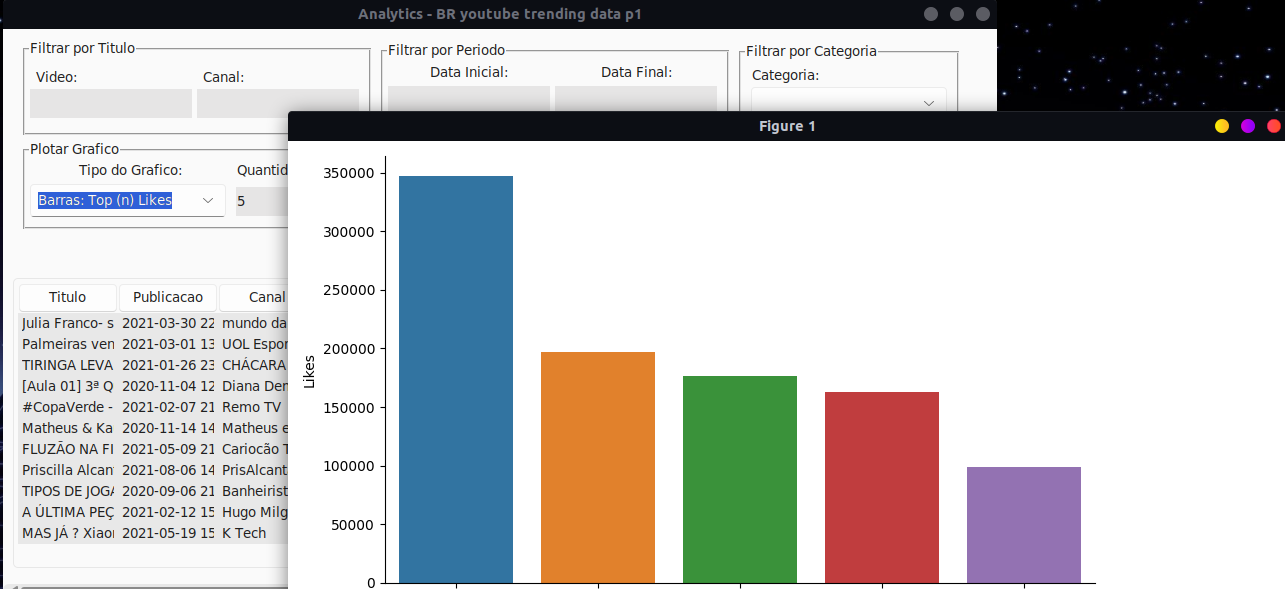 Analytics - BR youtube trending data p1
Filtrar por Titulo
Video:
Canal:
Filtrar por Periodo
Data Inicial:
Data Final:
Filtrar por Categoria
Categoria:
Plotar Grafico
Tipo do Grafico:
Quantid
Barras: Top (n) Likes
5
Titulo Publicacao Canal
Julia Franco- s 2021-03-30 22 mundo da
Palmeiras ven 2021-03-01 13 UOL Espor
TIRINGA LEVA 2021-01-26 23 CHÁCARA
[Aula 01] 3ª Q 2020-11-04 12 Diana Der
#CopaVerde - 2021-02-07 21 Remo TV
Matheus & Ka 2020-11-14 14 Matheus e
FLUZÃO NA FI 2021-05-09 21 Cariocão T
Priscilla Alcan 2021-08-06 14 PrisAlcant
TIPOS DE JOGA 2020-09-06 21 Banheirist
A ÚLTIMA PEÇ 2021-02-12 15 Hugo Milg
MAS JÁ ? Xiaor 2021-05-19 15 K Tech
Figure 1
350000
300000
250000
200000
150000
100000
50000
0
Likes